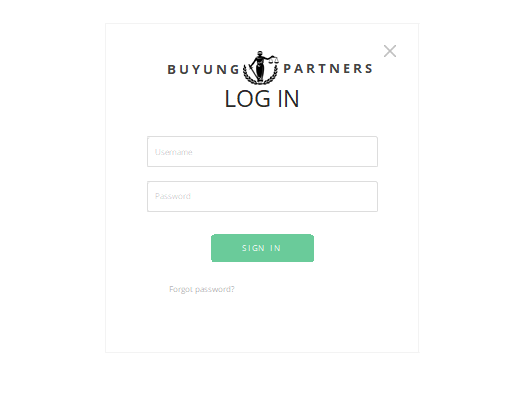 BUYUNG PARTNERS
LOG IN
Username
Password
SIGN IN
Forgot password?